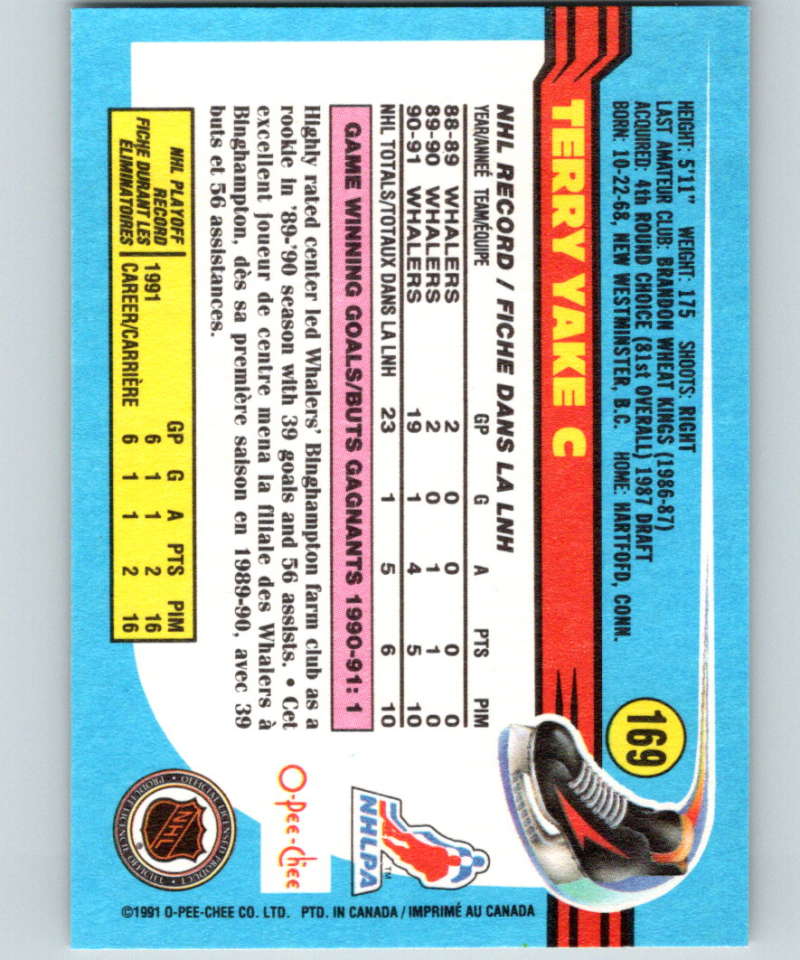 169
HEIGHT: 5'11" WEIGHT: 175 SHOOTS: RIGHT
LAST AMATEUR CLUB: BRANDON WHEAT KINGS (1986-87)
ACQUIRED: 4th ROUND CHOICE (81st OVERALL) 1987 DRAFT
BORN: 10-22-68, NEW WESTMINSTER, B.C. HOME: HARTFOFD, CONN.
TERRY YAKE C
NHL RECORD / FICHE DANS LA LNH
YEAR/ANNÉE TEAM/ÉQUIPE GP G A PTS PIM
88-89 WHALERS 2 0 0 0 0
89-90 WHALERS 2 0 1 1 0
90-91 WHALERS 19 1 4 5 10
NHL TOTALS/TOTAUX DANS LA LNH 23 1 5 6 10
GAME WINNING GOALS/BUTS GAGNANTS 1990-91: 1
Highly rated center led Whalers' Binghampton farm club as a
rookie in '89-'90 season with 39 goals and 56 assists. • Cet
excellent joueur de centre mena la filiale des Whalers à
Binghampton, dès sa première saison en 1989-90, avec 39
buts et 56 assistances.
NHL PLAYOFF
RECORD
FICHE DURANT LES
ÉLIMINATOIRES
GP G A PTS PIM
1991 6 1 1 2 16
CAREER/CARRIÈRE 6 1 1 2 16
NHLPA
TM
O-Pee-Chee
NHL
®
OFFICIAL LICENSED PRODUCT • PRODUIT LICENCIÉ OFFICIEL •
©1991 O-PEE-CHEE CO. LTD. PTD. IN CANADA / IMPRIMÉ AU CANADA